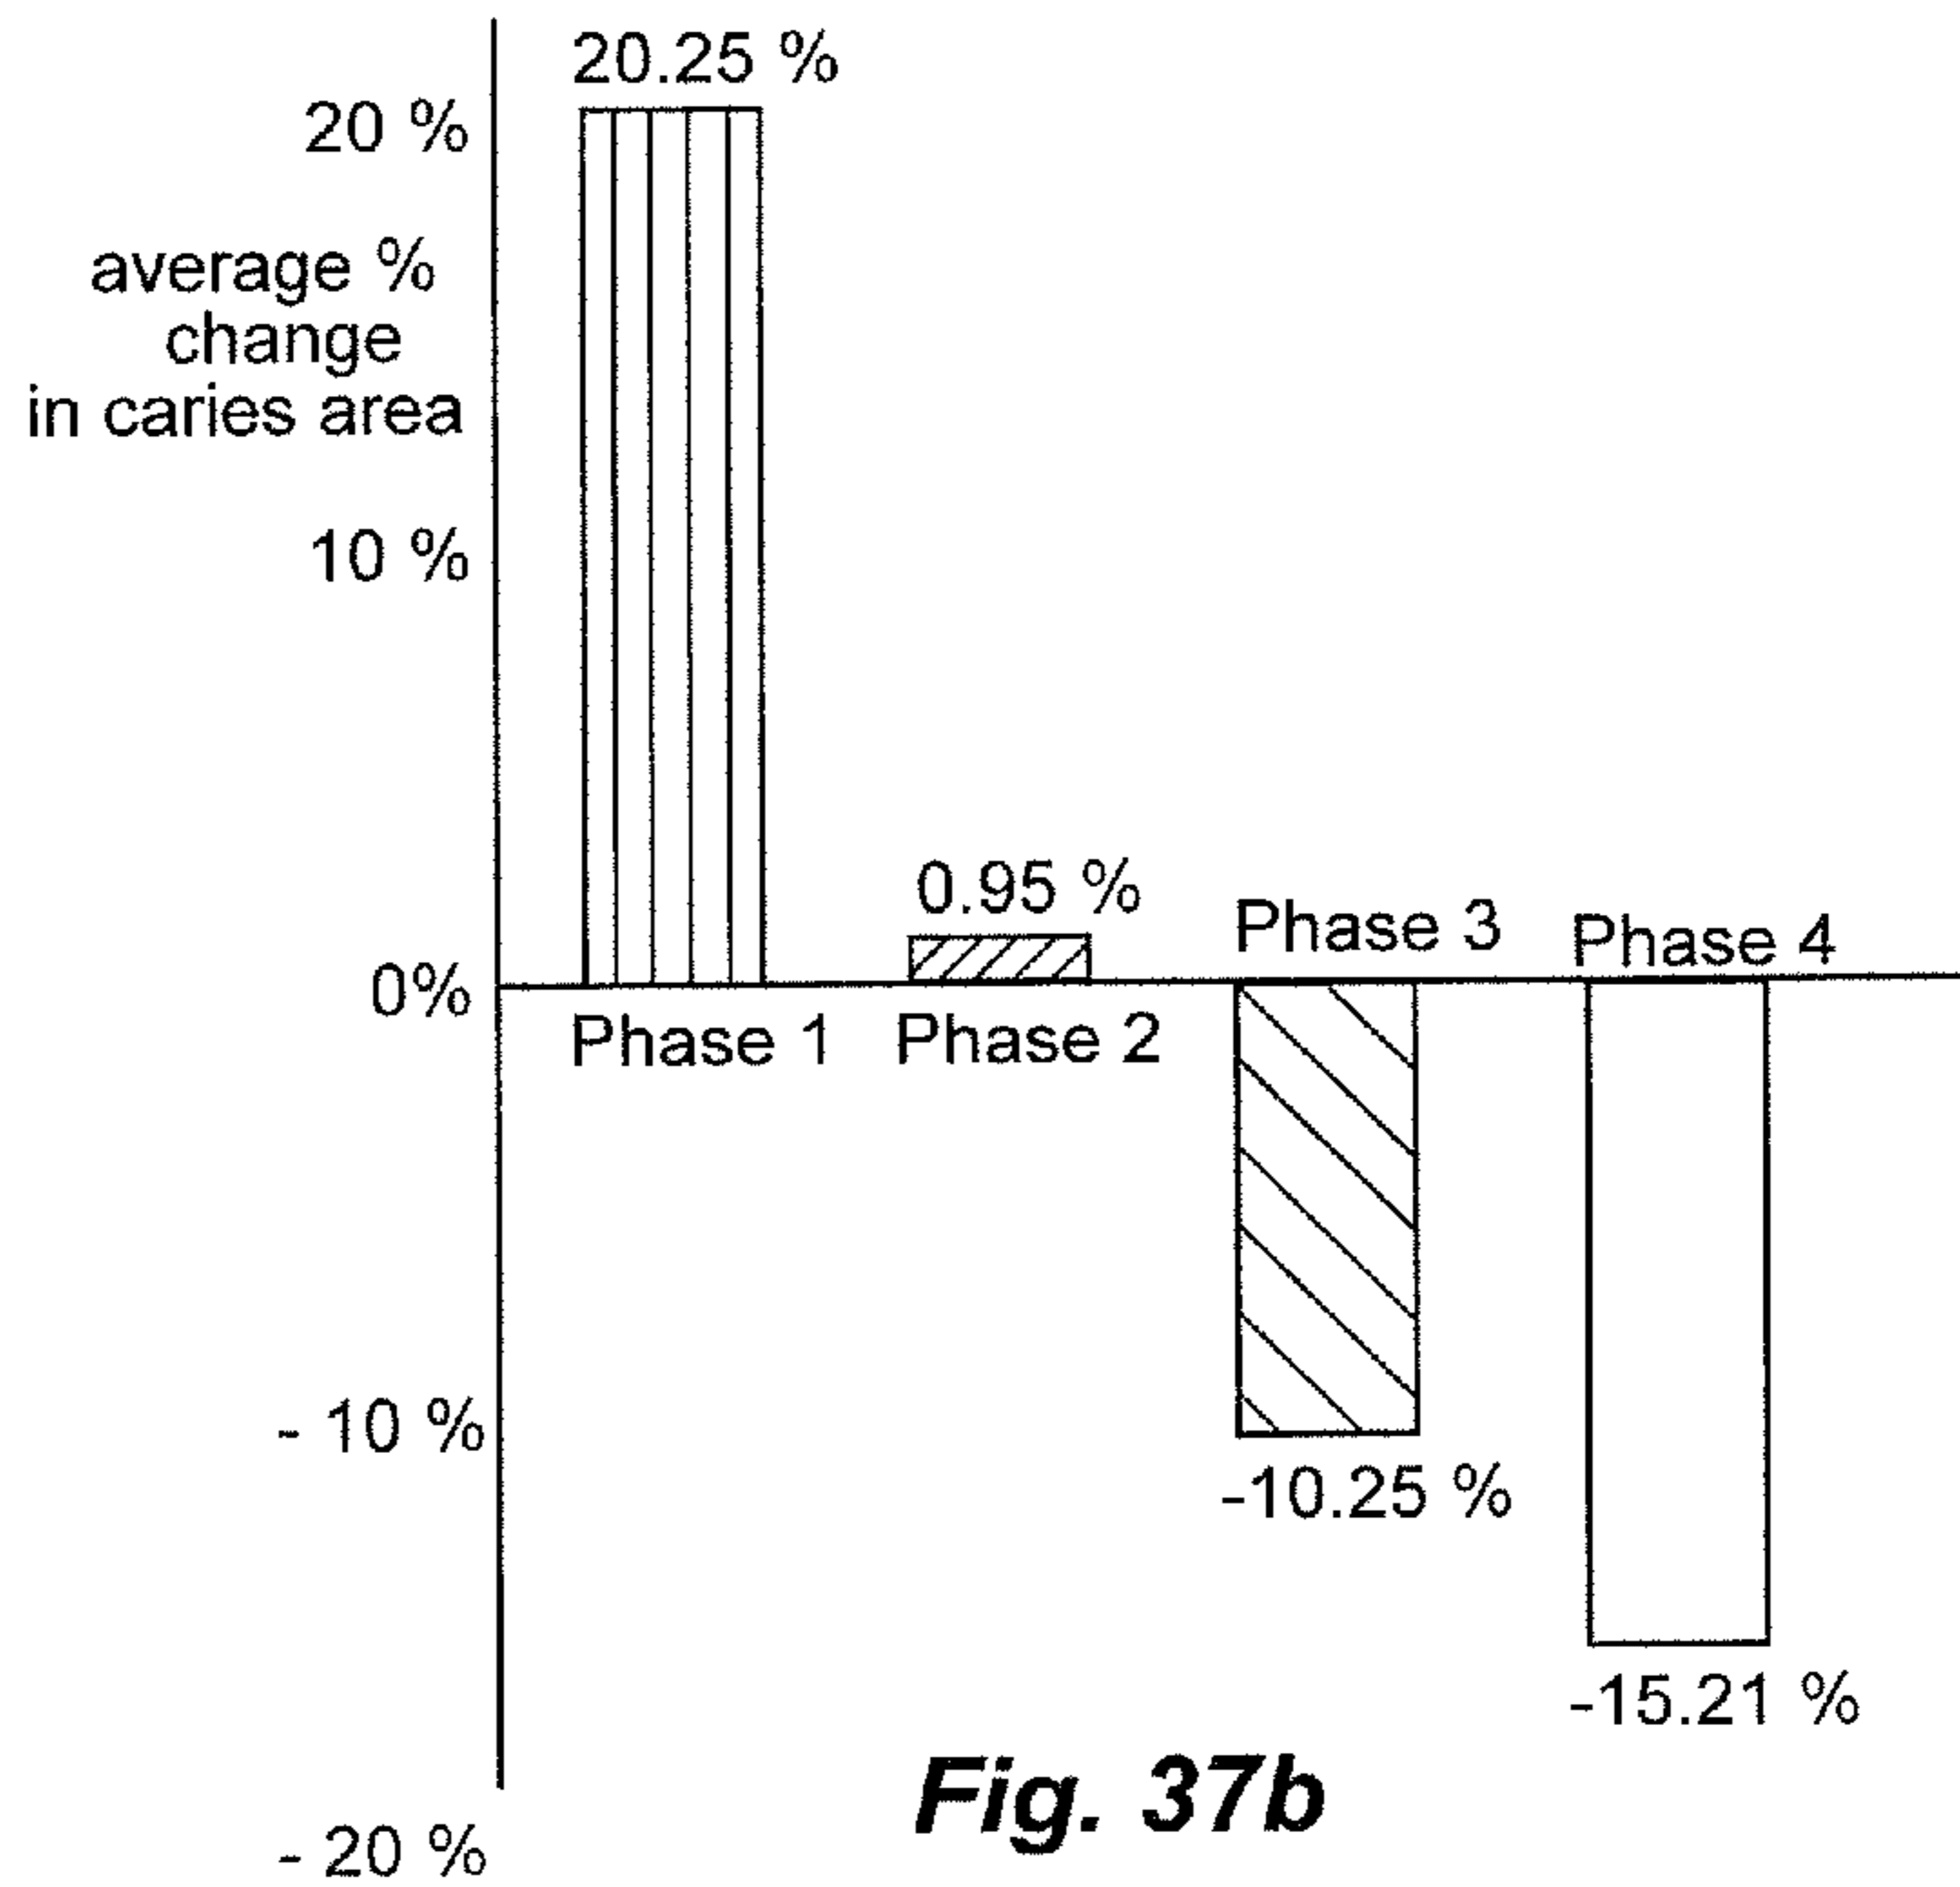 20.25 %
20 %
average %
change
in caries area
10 %
0.95 %
Phase 3
Phase 4
0%
Phase 1
Phase 2
- 10 %
-10.25 %
-15.21 %
Fig. 37b
- 20 %